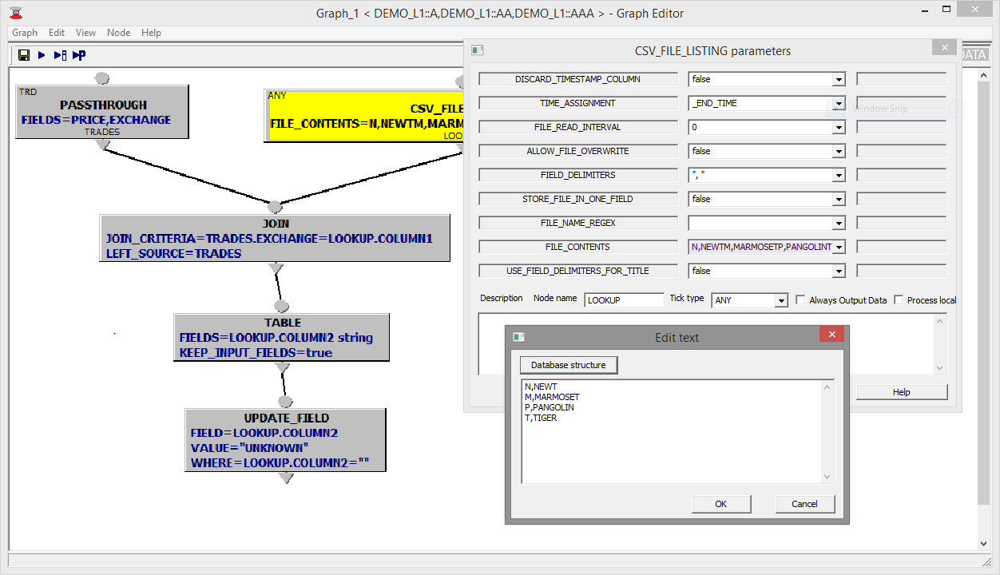 Graph_1 < DEMO_L1::A,DEMO_L1::AA,DEMO_L1::AAA > - Graph Editor
Graph Edit View Node Help
DATA
TRD
PASSTHROUGH
FIELDS=PRICE,EXCHANGE
TRADES
ANY
CSV_FILE
FILE_CONTENTS=N,NEWTM,MARM
LOO
JOIN
JOIN_CRITERIA=TRADES.EXCHANGE=LOOKUP.COLUMN1
LEFT_SOURCE=TRADES
TABLE
FIELDS=LOOKUP.COLUMN2 string
KEEP_INPUT_FIELDS=true
UPDATE_FIELD
FIELD=LOOKUP.COLUMN2
VALUE="UNKNOWN"
WHERE=LOOKUP.COLUMN2=""
CSV_FILE_LISTING parameters
DISCARD_TIMESTAMP_COLUMN false
TIME_ASSIGNMENT _END_TIME
Window Snip
FILE_READ_INTERVAL 0
ALLOW_FILE_OVERWRITE false
FIELD_DELIMITERS ","
STORE_FILE_IN_ONE_FIELD false
FILE_NAME_REGEX
FILE_CONTENTS N,NEWTM,MARMOSETP,PANGOLINT
USE_FIELD_DELIMITERS_FOR_TITLE false
Description Node name LOOKUP Tick type ANY Always Output Data Process local
Help
Edit text
Database structure
N,NEWT
M,MARMOSET
P,PANGOLIN
T,TIGER
OK Cancel